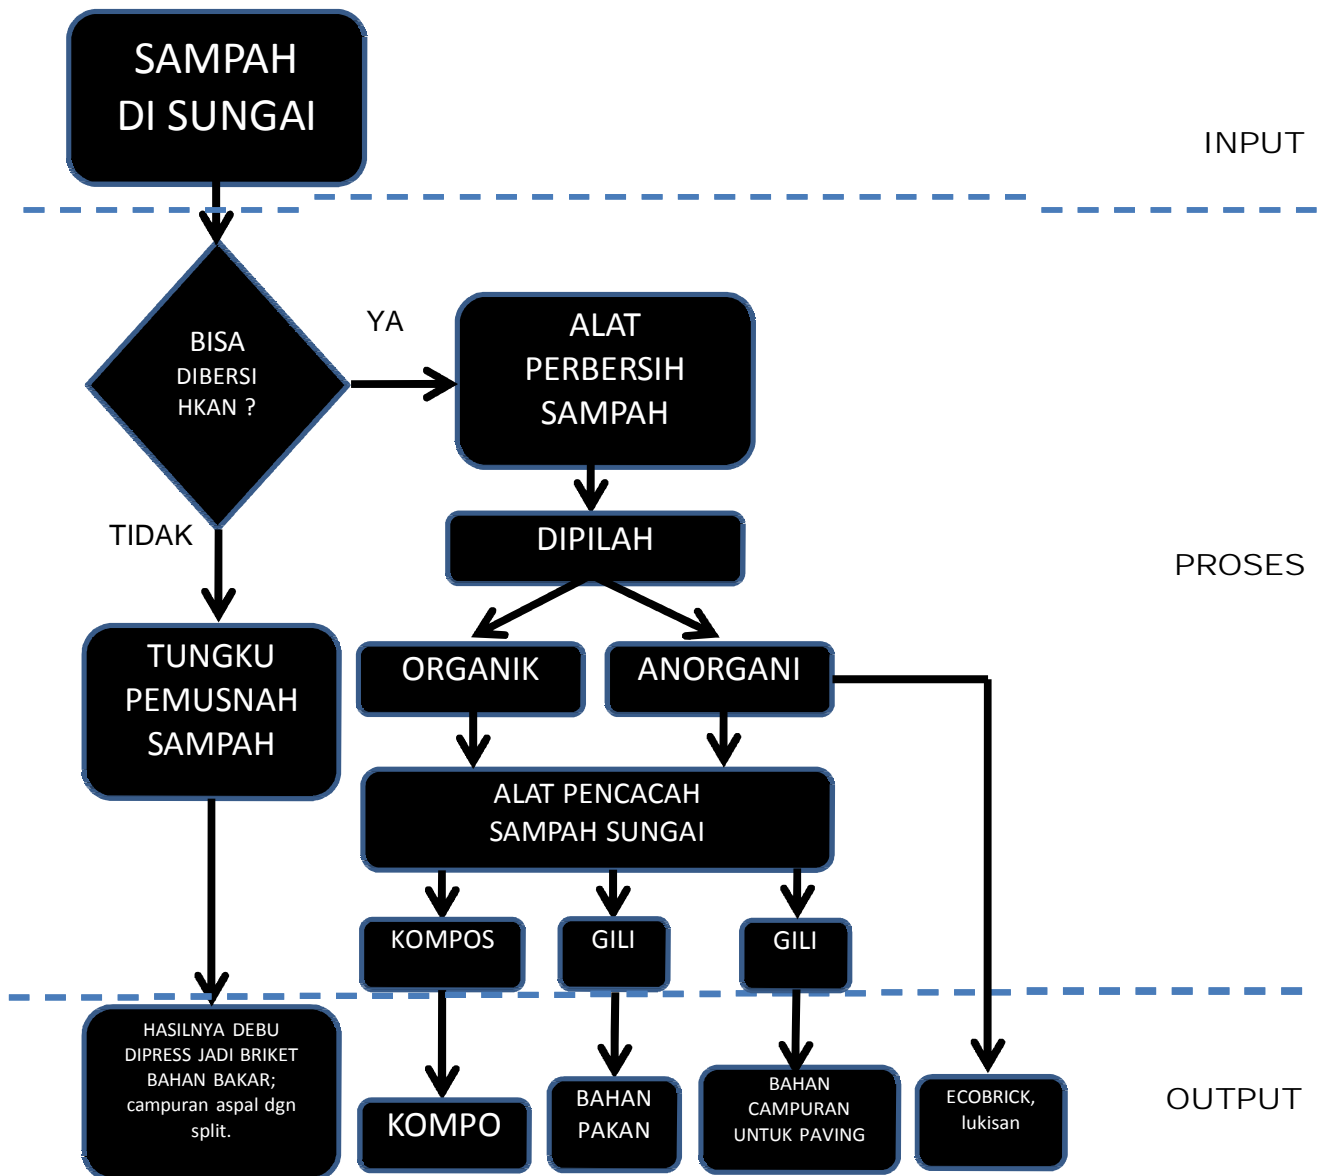 SAMPAH
DI SUNGAI
INPUT
BISA
DIBERSI
HKAN ?
YA
ALAT
PERBERSIH
SAMPAH
TIDAK
DIPILAH
PROSES
TUNGKU
PEMUSNAH
SAMPAH
ORGANIK
ANORGANI
ALAT PENCACAH
SAMPAH SUNGAI
KOMPOS
GILI
GILI
HASILNYA DEBU
DIPRESS JADI BRIKET
BAHAN BAKAR;
campuran aspal dgn
split.
KOMPO
BAHAN
PAKAN
BAHAN
CAMPURAN
UNTUK PAVING
ECOBRICK,
lukisan
OUTPUT